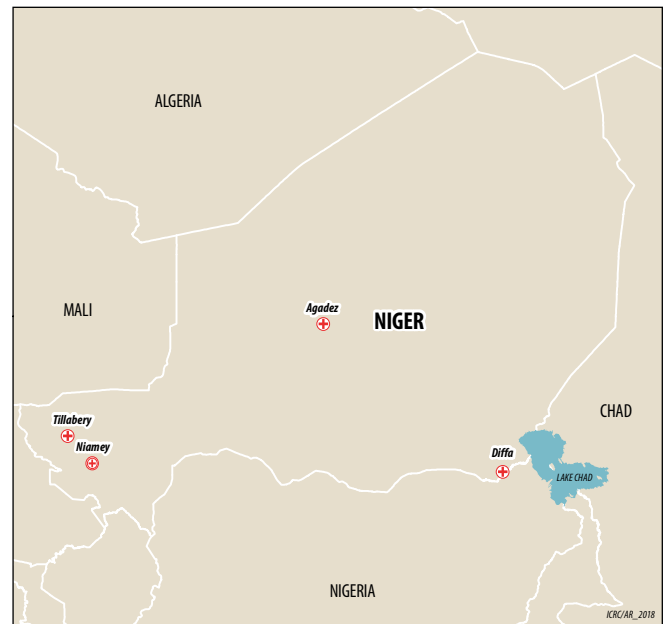 ALGERIA
MALI
Agadez
NIGER
CHAD
Tillabery
Niamey
Diffa
LAKE CHAD
NIGERIA
ICRC/AR_2018